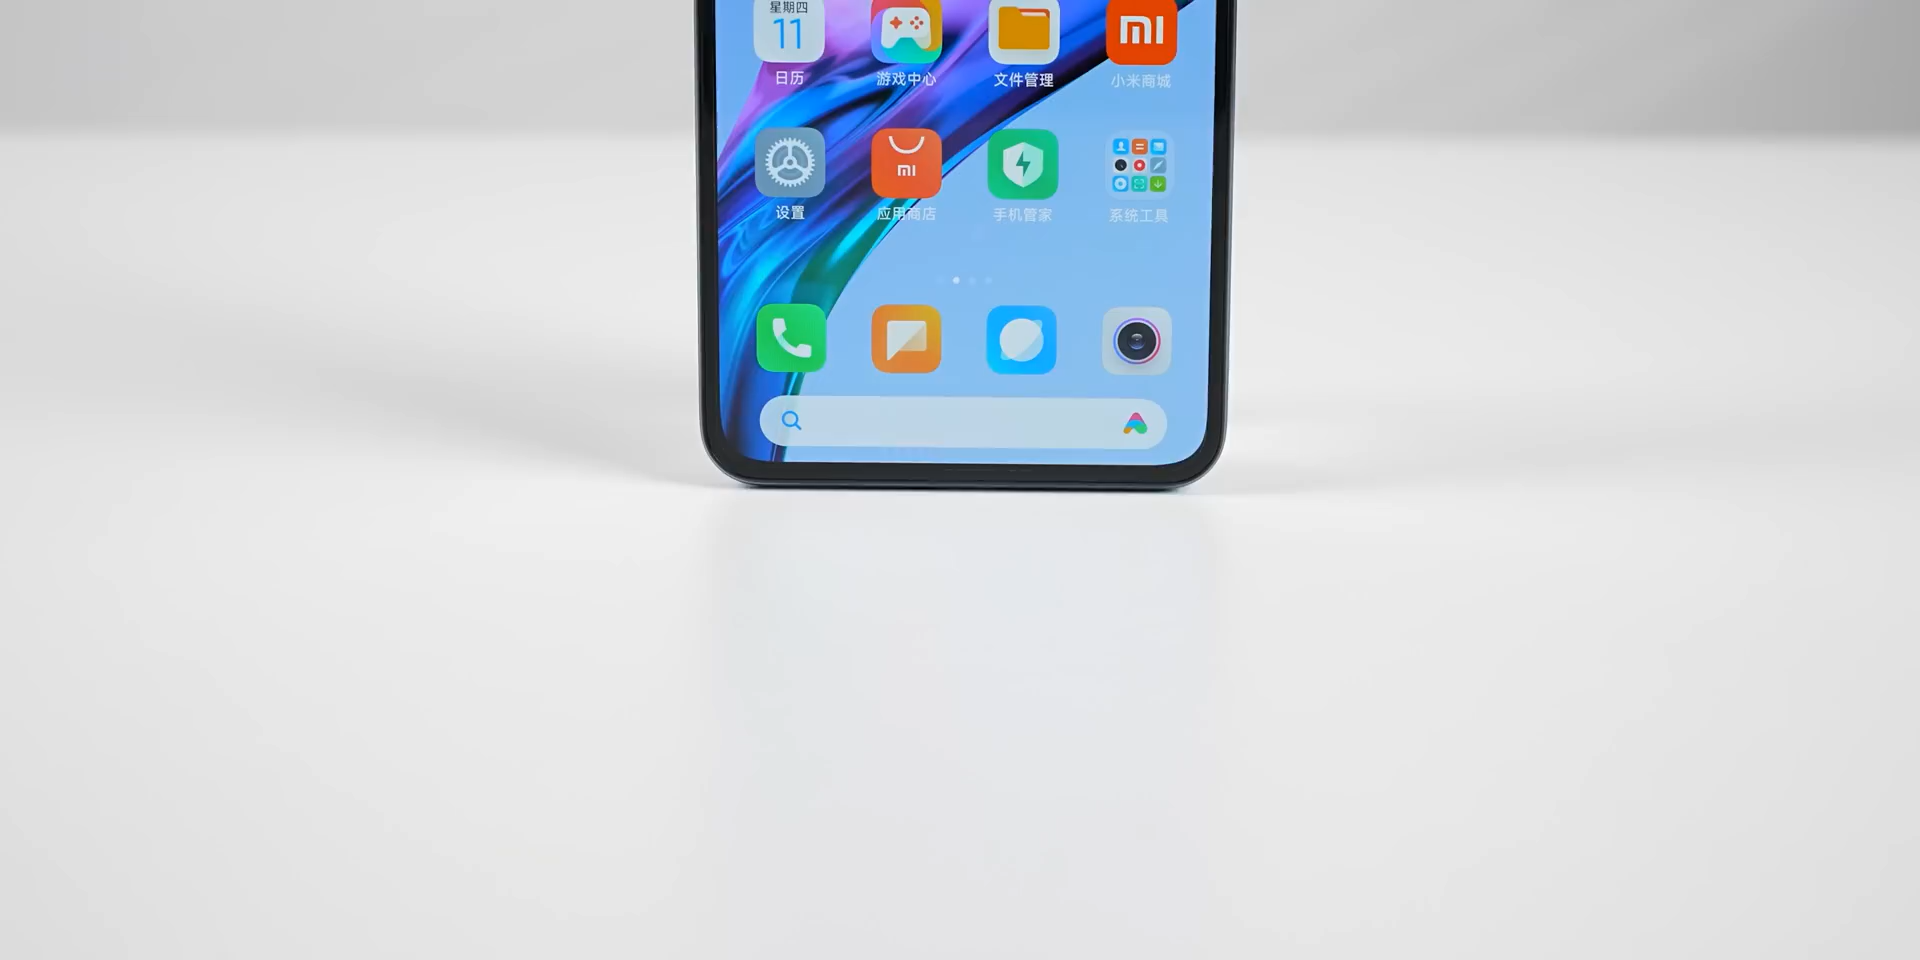 星期四
11
日历
游戏中心
文件管理
小米商城
设置
mi
应用商店
手机管家
系统工具